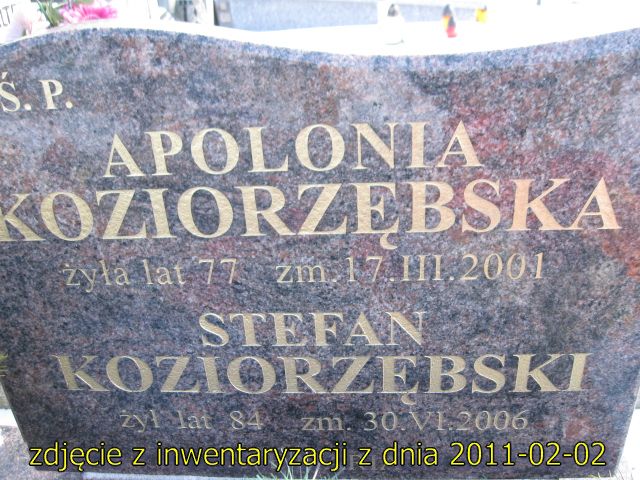 Ś. P.
APOLONIA
KOZIORZĘBSKA
żyła lat 77 zm. 17.III.2001
STEFAN
KOZIORZĘBSKI
żył lat 84 zm. 30.VI.2006
zdjęcie z inwentaryzacji z dnia 2011-02-02